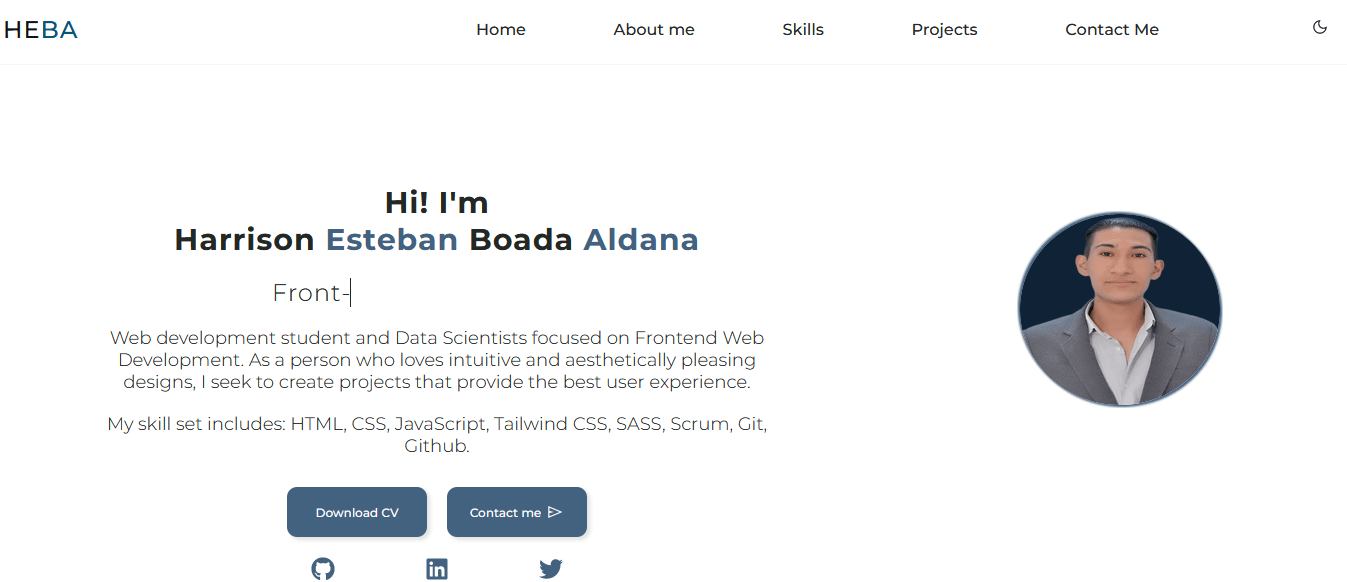 HEBA
Home About me Skills Projects Contact Me
Hi! I'm
Harrison Esteban Boada Aldana
Front-
Web development student and Data Scientists focused on Frontend Web
Development. As a person who loves intuitive and aesthetically pleasing
designs, I seek to create projects that provide the best user experience.
My skill set includes: HTML, CSS, JavaScript, Tailwind CSS, SASS, Scrum, Git,
Github.
Download CV Contact me
in